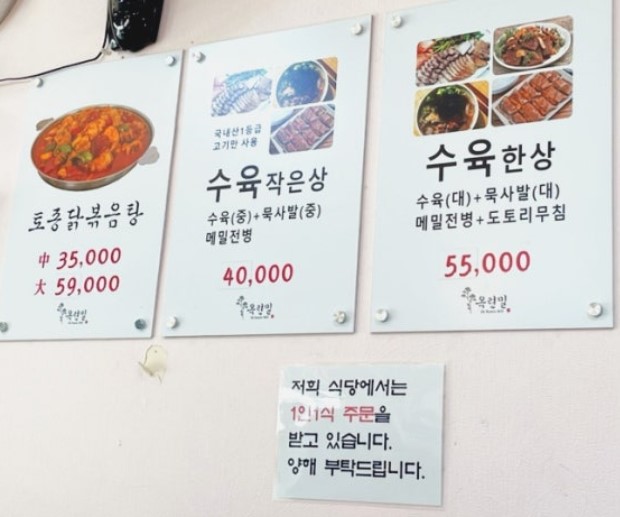 토종닭볶음탕
中 35,000
大 59,000
국내산1등급
고기만 사용
수육작은상
수육(중)+묵사발(중)
메밀전병
40,000
수육한상
수육(대)+묵사발(대)
메밀전병+도토리무침
55,000
저희 식당에서는
1인1식 주문을
받고 있습니다.
양해 부탁드립니다.